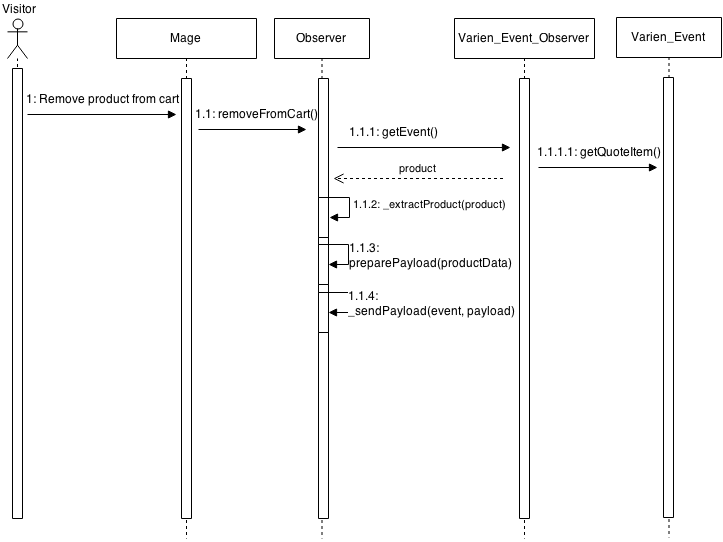 Visitor
Mage
Observer
Varien_Event_Observer
Varien_Event
1: Remove product from cart
1.1: removeFromCart()
1.1.1: getEvent()
1.1.1.1: getQuoteItem()
product
1.1.2: _extractProduct(product)
1.1.3:
preparePayload(productData)
1.1.4:
_sendPayload(event, payload)